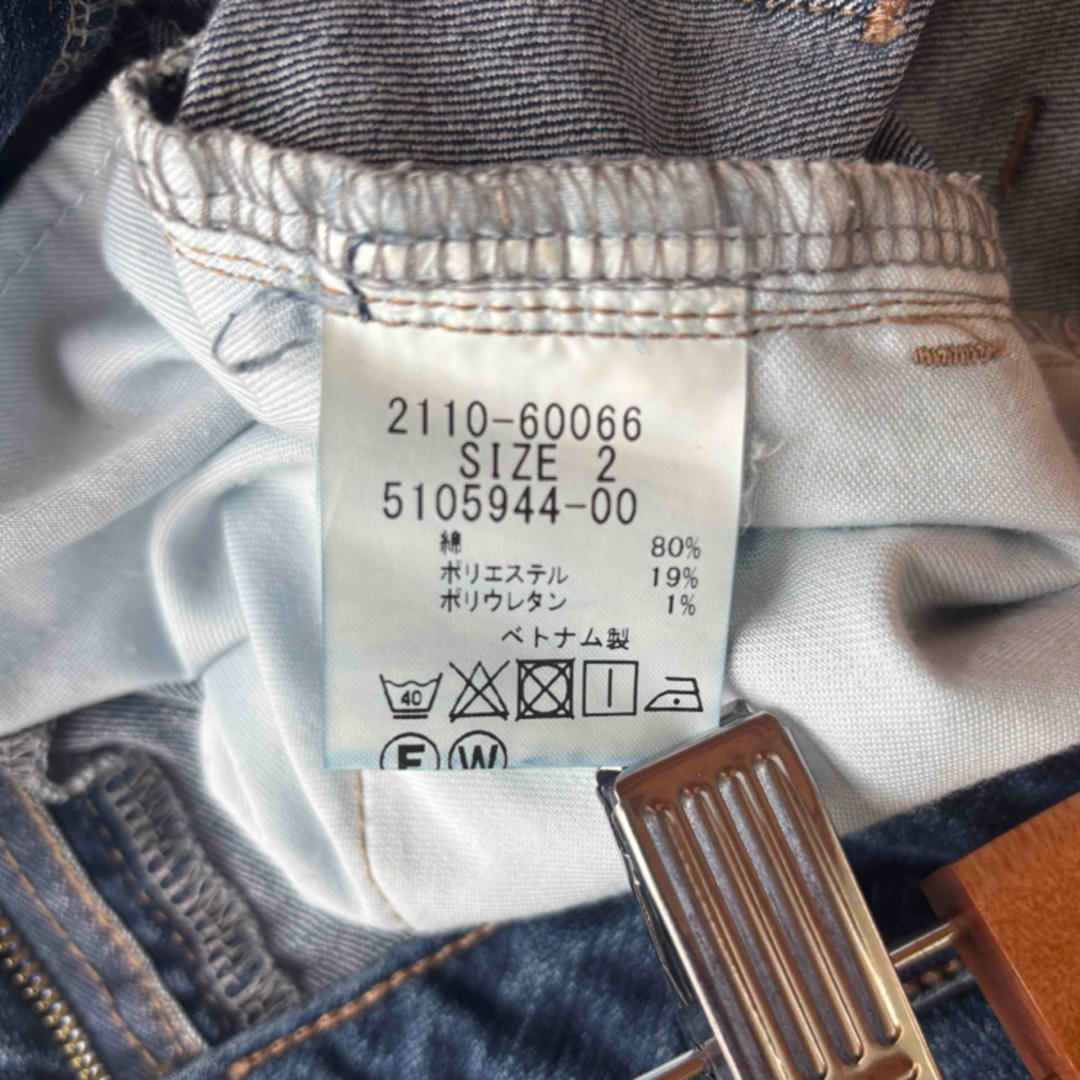 2110-60066
SIZE 2
5105944-00
綿 80%
ポリエステル 19%
ポリウレタン 1%
ベトナム製
40
F W